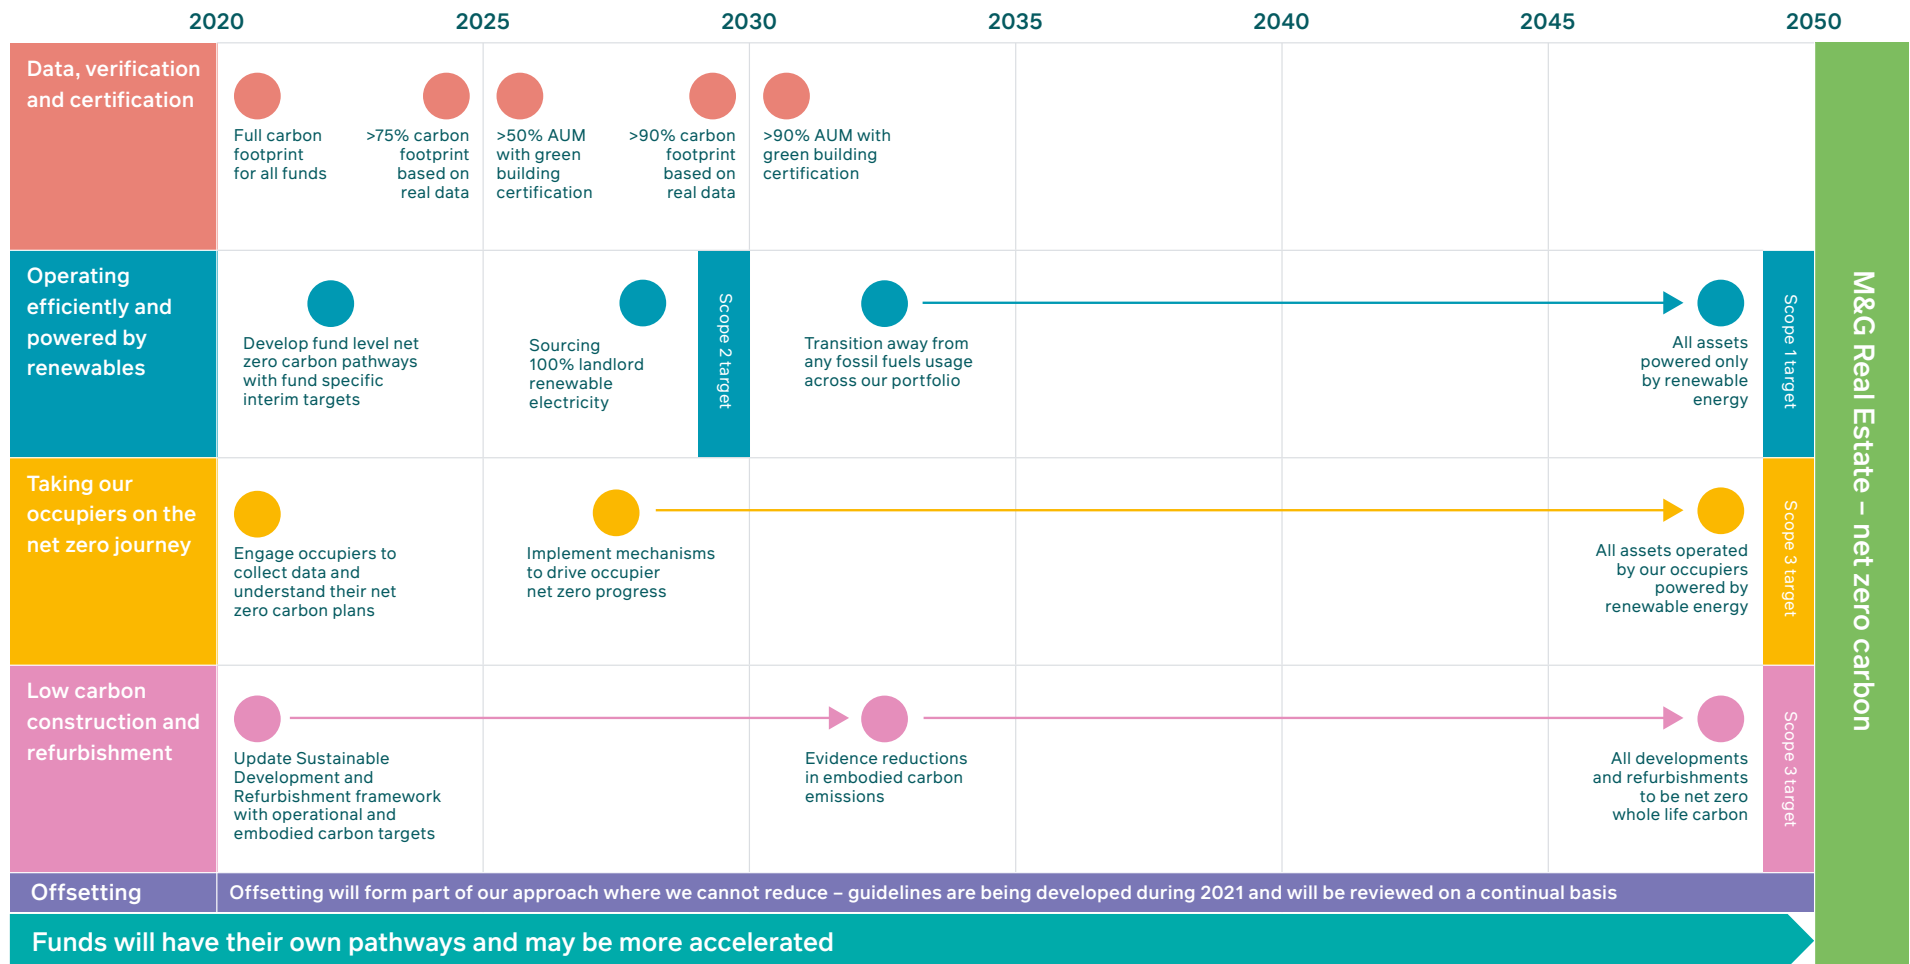 2020 2025 2030 2035 2040 2045 2050
Data, verification
and certification
Full carbon
footprint
for all funds
>75% carbon
footprint
based on
real data
>50% AUM
with green
building
certification
>90% carbon
footprint
based on
real data
>90% AUM with
green building
certification
Operating
efficiently and
powered by
renewables
Develop fund level net
zero carbon pathways
with fund specific
interim targets
Sourcing
100% landlord
renewable
electricity
Scope 2 target
Transition away from
any fossil fuels usage
across our portfolio
All assets
powered only
by renewable
energy
Scope 1 target
Taking our
occupiers on the
net zero journey
Engage occupiers to
collect data and
understand their net
zero carbon plans
Implement mechanisms
to drive occupier
net zero progress
All assets operated
by our occupiers
powered by
renewable energy
Scope 3 target
Low carbon
construction and
refurbishment
Update Sustainable
Development and
Refurbishment framework
with operational and
embodied carbon targets
Evidence reductions
in embodied carbon
emissions
All developments
and refurbishments
to be net zero
whole life carbon
Scope 3 target
M&G Real Estate – net zero carbon
Offsetting
Offsetting will form part of our approach where we cannot reduce – guidelines are being developed during 2021 and will be reviewed on a continual basis
Funds will have their own pathways and may be more accelerated